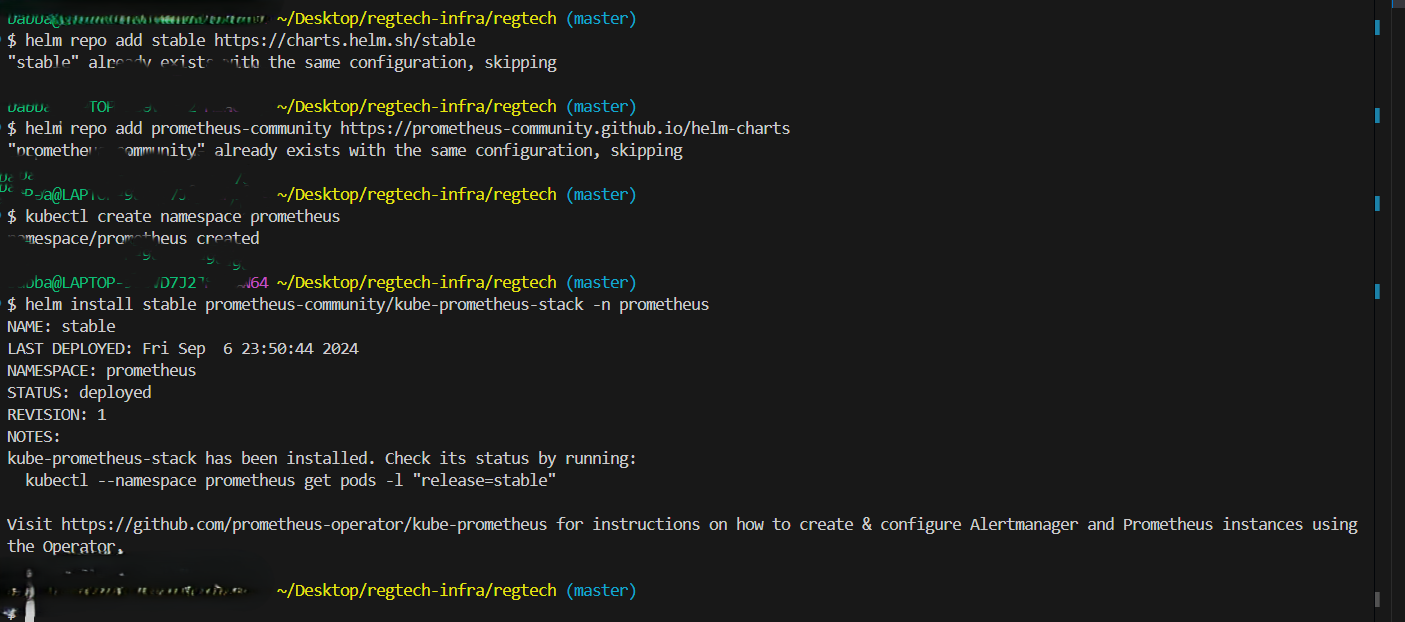 ~/Desktop/regtech-infra/regtech (master)
$ helm repo add stable https://charts.helm.sh/stable
"stable" already exists with the same configuration, skipping
~/Desktop/regtech-infra/regtech (master)
$ helm repo add prometheus-community https://prometheus-community.github.io/helm-charts
"prometheus-community" already exists with the same configuration, skipping
~/Desktop/regtech-infra/regtech (master)
$ kubectl create namespace prometheus
namespace/prometheus created
~/Desktop/regtech-infra/regtech (master)
$ helm install stable prometheus-community/kube-prometheus-stack -n prometheus
NAME: stable
LAST DEPLOYED: Fri Sep  6 23:50:44 2024
NAMESPACE: prometheus
STATUS: deployed
REVISION: 1
NOTES:
kube-prometheus-stack has been installed. Check its status by running:
  kubectl --namespace prometheus get pods -l "release=stable"
Visit https://github.com/prometheus-operator/kube-prometheus for instructions on how to create & configure Alertmanager and Prometheus instances using
the Operator.
~/Desktop/regtech-infra/regtech (master)
$